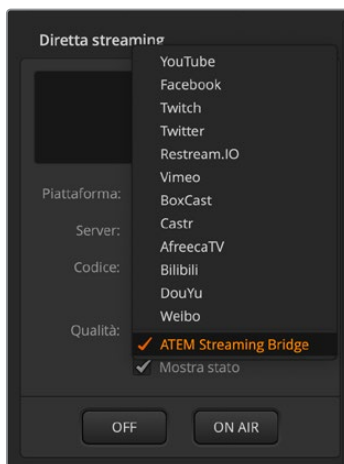 Diretta streaming
YouTube
Facebook
Twitch
Twitter
Restream.IO
Vimeo
BoxCast
Piattaforma:
Castr
Server:
AfreecaTV
Codice:
Bilibili
DouYu
Weibo
Qualità:
ATEM Streaming Bridge
Mostra stato
OFF
ON AIR